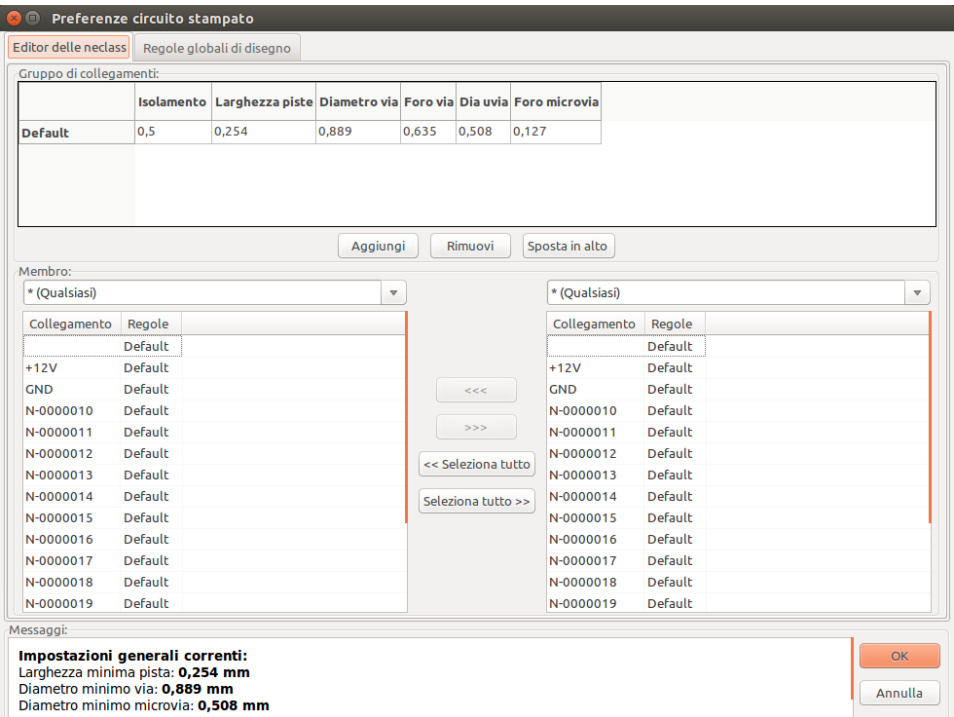 Preferenze circuito stampato
Editor delle neclass Regole globali di disegno
Gruppo di collegamenti:
Isolamento Larghezza piste Diametro via Foro via Dia uvia Foro microvia
Default 0,5 0,254 0,889 0,635 0,508 0,127
Aggiungi Rimuovi Sposta in alto
Membro:
* (Qualsiasi) * (Qualsiasi)
Collegamento Regole Collegamento Regole
Default Default
+12V Default +12V Default
GND Default GND Default
N-0000010 Default N-0000010 Default
N-0000011 Default N-0000011 Default
N-0000012 Default N-0000012 Default
N-0000013 Default N-0000013 Default
N-0000014 Default N-0000014 Default
N-0000015 Default N-0000015 Default
N-0000016 Default N-0000016 Default
N-0000017 Default N-0000017 Default
N-0000018 Default N-0000018 Default
N-0000019 Default N-0000019 Default
<<<
>>>
<< Seleziona tutto
Seleziona tutto >>
Messaggi:
Impostazioni generali correnti:
Larghezza minima pista: 0,254 mm
Diametro minimo via: 0,889 mm
Diametro minimo microvia: 0,508 mm
OK
Annulla